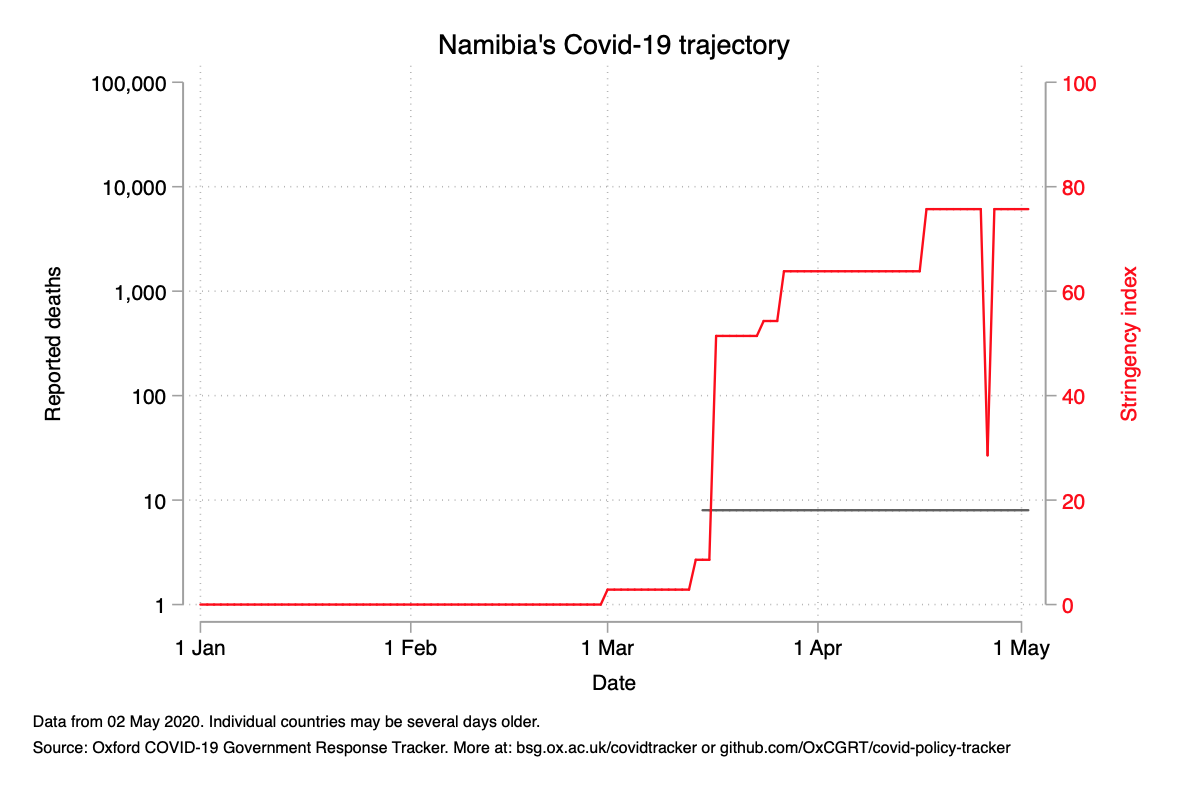 Namibia's Covid-19 trajectory
100,000
10,000
1,000
100
10
1
Reported deaths
100
80
60
40
20
0
Stringency index
1 Jan
1 Feb
1 Mar
1 Apr
1 May
Date
Data from 02 May 2020. Individual countries may be several days older.
Source: Oxford COVID-19 Government Response Tracker. More at: bsg.ox.ac.uk/covidtracker or github.com/OxCGRT/covid-policy-tracker